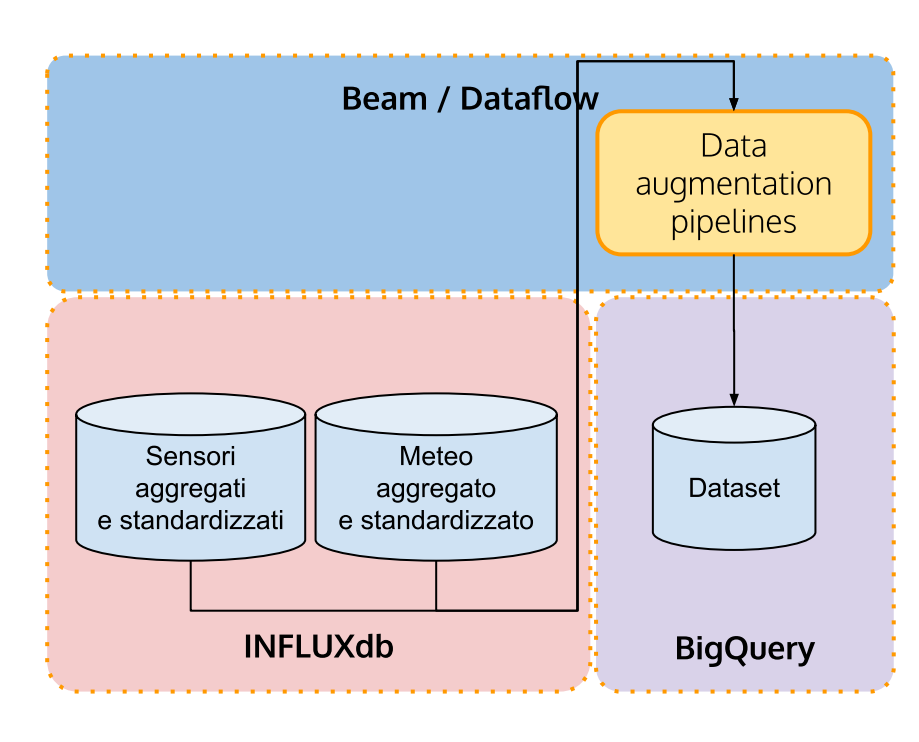 Beam / Dataflow
Data
augmentation
pipelines
Sensori
aggregati
e standardizzati
Meteo
aggregato
e standardizzato
Dataset
INFLUXdb
BigQuery